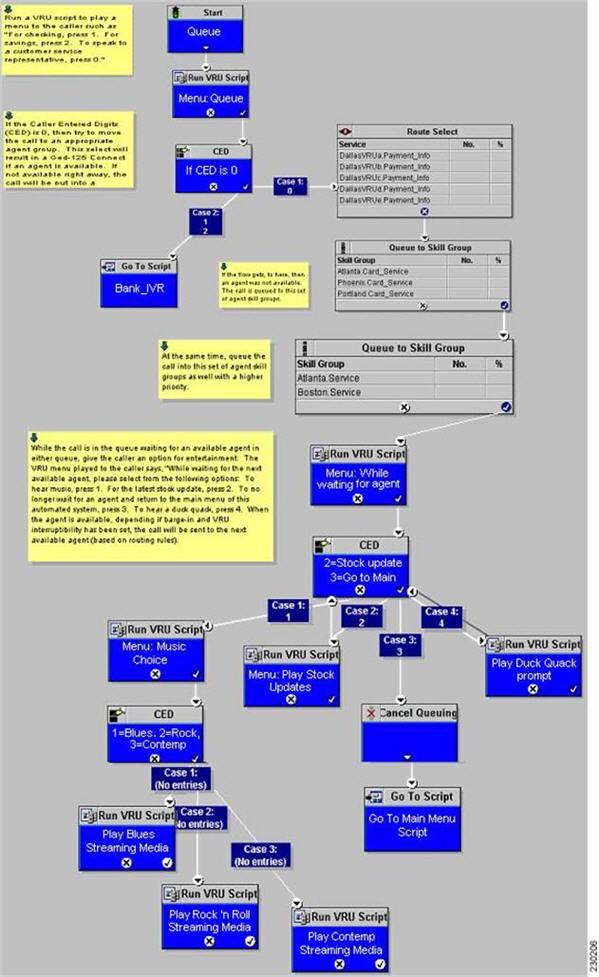 Run a VRU script to play a
menu to the caller such as
"For checking, press 1. For
savings, press 2. To speak to
a customer service
representative, press 0."
Start
Queue
Run VRU Script
Menu: Queue
If the Caller Entered Digits
(CED) is 0, then try to move
the call to an appropriate
agent group. This select will
result in a Ged-125 Connect
if an agent is available. If
not available right away, the
call will be put into a
CED
If CED is 0
Case 1:
0
Case 2:
1
2
Route Select
Service No. %
DallasVRUa.Payment_Info
DallasVRUb.Payment_Info
DallasVRUc.Payment_Info
DallasVRUd.Payment_Info
DallasVRUe.Payment_Info
Go To Script
Bank_IVR
If the flow gets, to here, then
an agent was not available.
The call is queued to this set
of agent skill groups.
Queue to Skill Group
Skill Group No. %
Atlanta.Card_Service
Phoenix.Card_Service
Portland.Card_Service
At the same time, queue the
call into this set of agent skill
groups as well with a higher
priority.
Queue to Skill Group
Skill Group No. %
Atlanta.Service
Boston.Service
While the call is in the queue waiting for an available agent in
either queue, give the caller an option for entertainment: The
VRU menu played to the caller says, "While waiting for the next
available agent, please select from the following options: To
hear music, press 1. For the latest stock update, press 2. To no
longer wait for an agent and return to the main menu of this
automated system, press 3. To hear a duck quack, press 4. When
the agent is available, depending if barge-in and VRU
interruptibility has been set, the call will be sent to the next
available agent (based on routing rules).
Run VRU Script
Menu: While
waiting for agent
CED
2=Stock update
3=Go to Main
Case 1:
1
Case 2:
2
Case 3:
3
Case 4:
4
Run VRU Script
Menu: Music
Choice
Run VRU Script
Menu: Play Stock
Updates
Run VRU Script
Play Duck Quack
prompt
CED
1=Blues. 2=Rock,
3=Contemp
Cancel Queuing
Case 1:
(No entries)
Case 2:
No entries)
Case 3:
(No entries)
Go To Script
Go To Main Menu
Script
Run VRU Script
Play Blues
Streaming Media
Run VRU Script
Play Rock 'n Roll
Streaming Media
Run VRU Script
Play Contemp
Streaming Media
230206